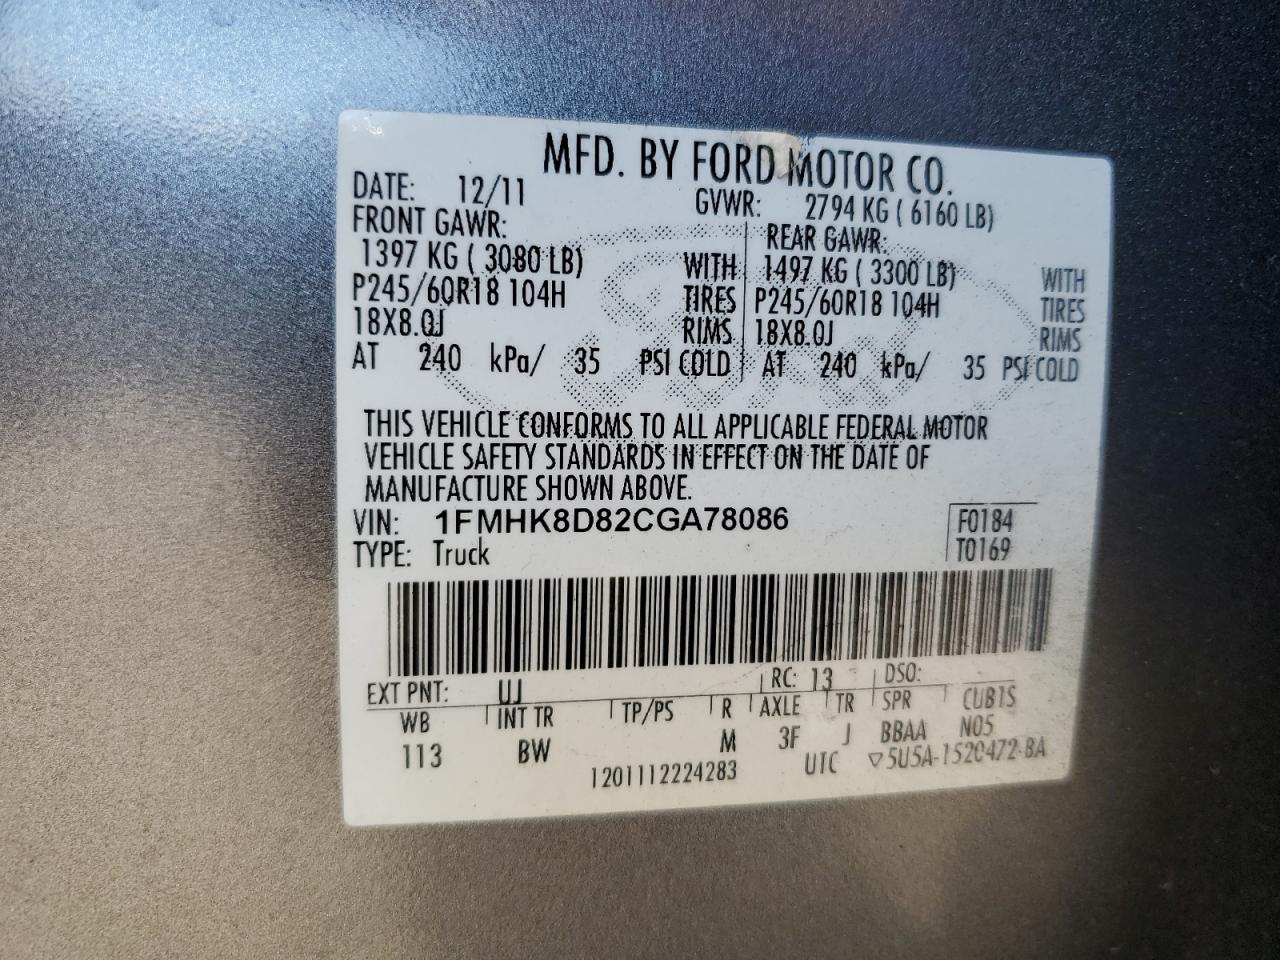 MFD. BY FORD MOTOR CO.
DATE: 12/11 GVWR: 2794 KG ( 6160 LB)
FRONT GAWR: REAR GAWR:
1397 KG ( 3080 LB) WITH 1497 KG ( 3300 LB) WITH
P245/60R18 104H TIRES P245/60R18 104H TIRES
18X8.0J RIMS 18X8.0J RIMS
AT 240 kPa/ 35 PSI COLD AT 240 kPa/ 35 PSI COLD
THIS VEHICLE CONFORMS TO ALL APPLICABLE FEDERAL MOTOR
VEHICLE SAFETY STANDARDS IN EFFECT ON THE DATE OF
MANUFACTURE SHOWN ABOVE.
VIN: 1FMHK8D82CGA78086 F0184
TYPE: Truck T0169
EXT PNT: UJ RC: 13 DSO:
WB INT TR TP/PS R AXLE TR SPR CUB1S
113 BW M 3F J BBAA N05
1201112224283 UTC ▽5U5A-1520472-BA